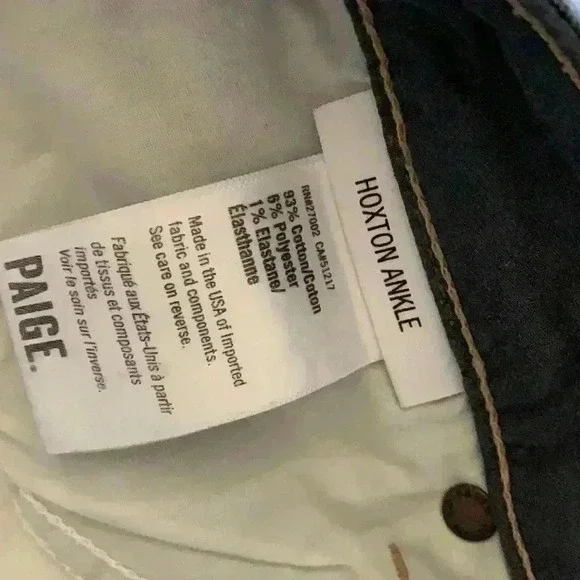 HOXTON ANKLE
RN#27002 CA#51217
93% Cotton/Coton
6% Polyester
1% Elastane/
Élasthanne
Made in the USA of Imported
fabric and components.
See care on reverse.
Fabriqué aux États-Unis à partir
de tissus et composants
importés
Voir le soin sur l'inverse.
PAIGE.